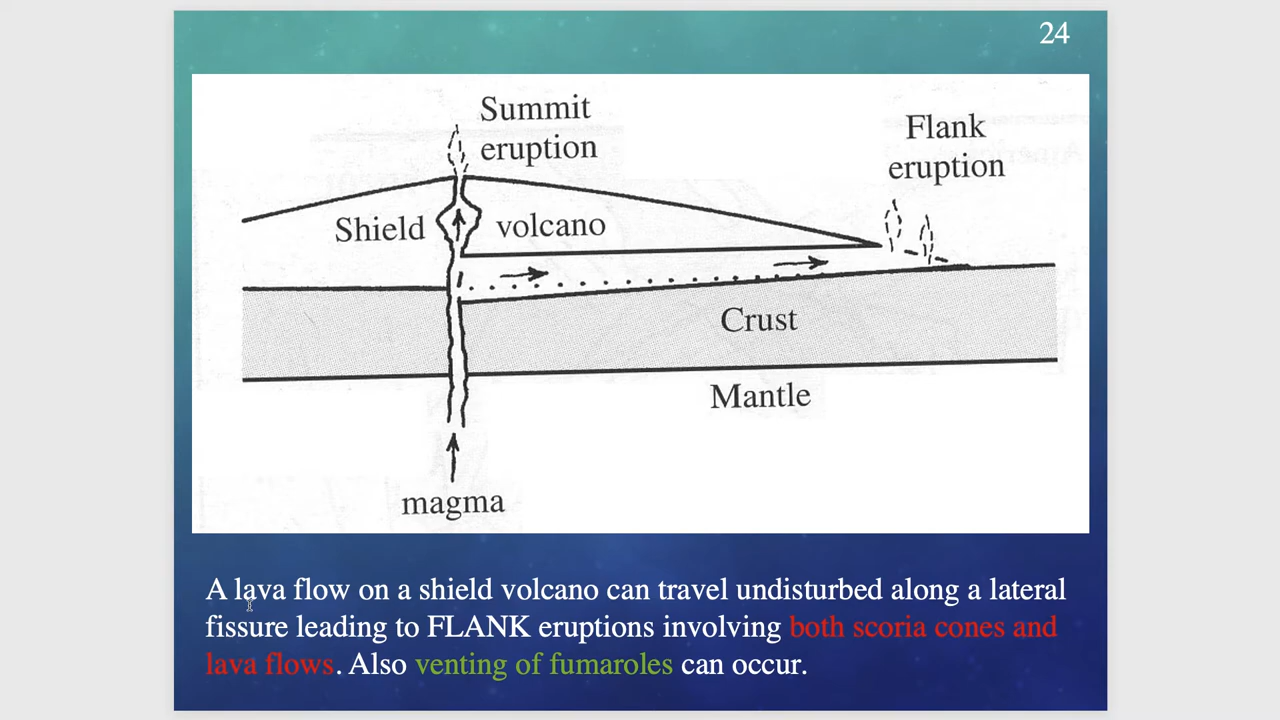 24
Summit
eruption
Flank
eruption
Shield volcano
Crust
Mantle
magma
A lava flow on a shield volcano can travel undisturbed along a lateral
fissure leading to FLANK eruptions involving both scoria cones and
lava flows. Also venting of fumaroles can occur.